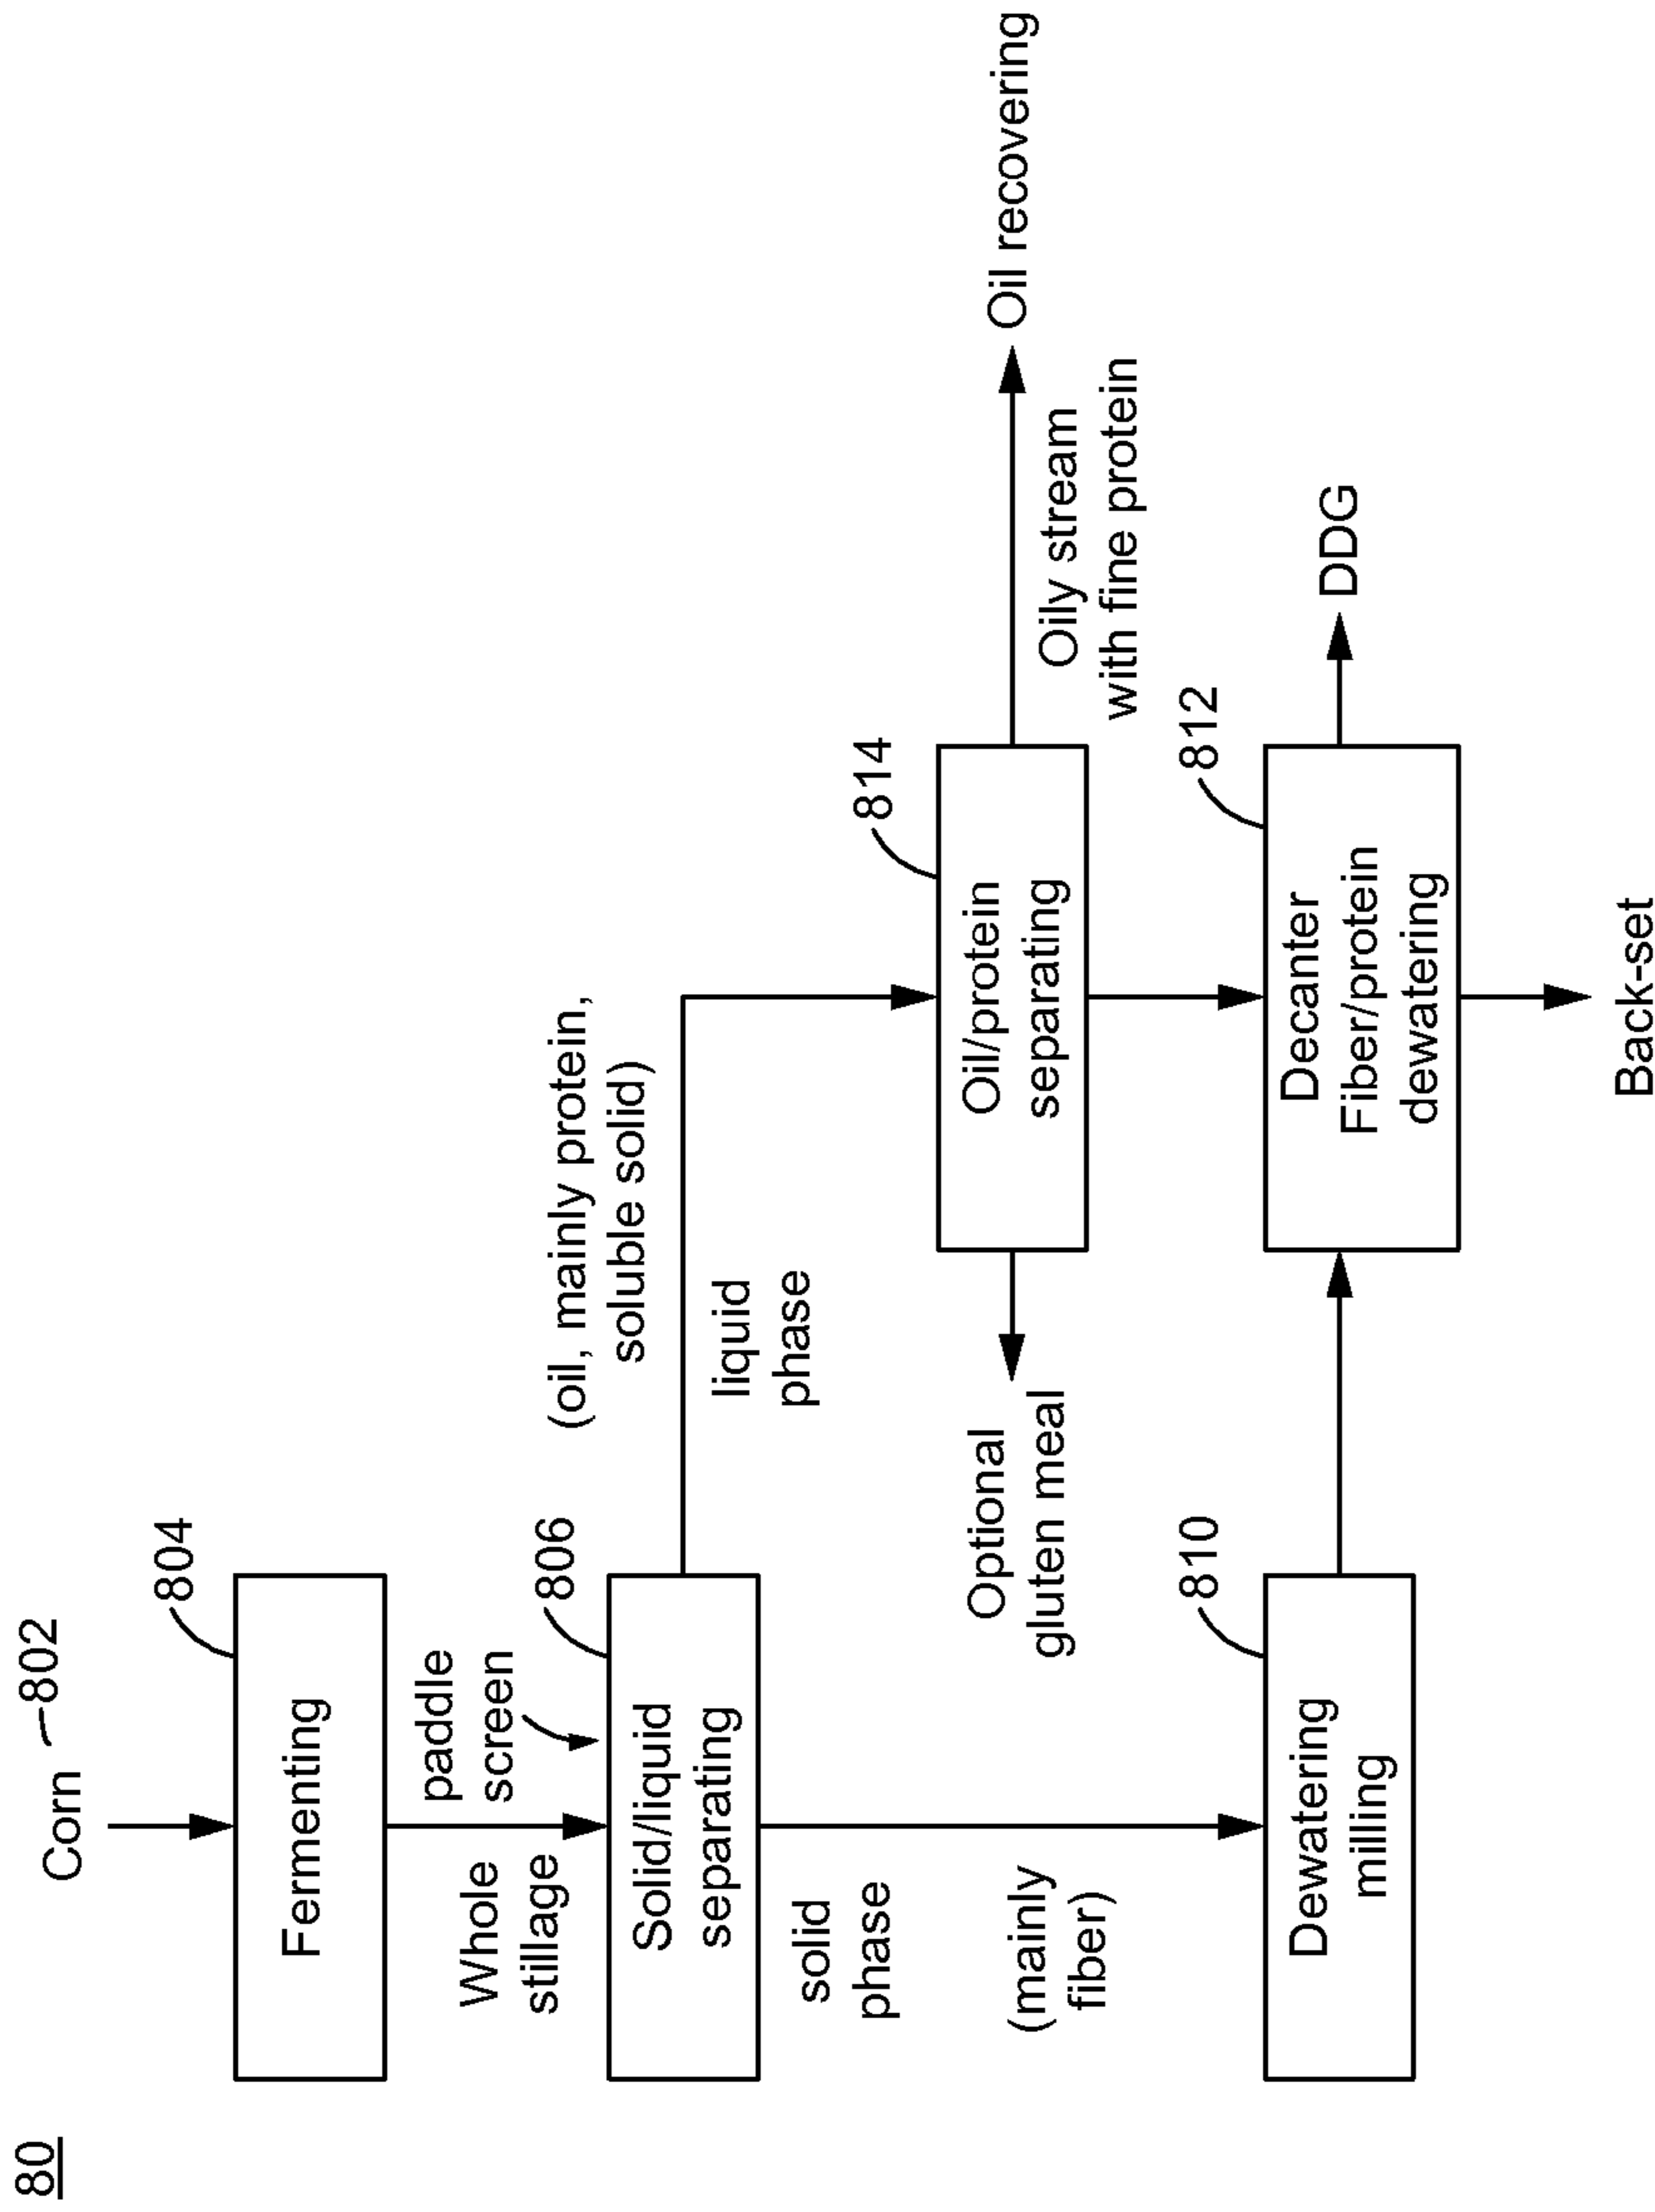 80
Corn
802
804
Fermenting
Whole
stillage
paddle
screen
806
Solid/liquid
separating
(oil, mainly protein,
soluble solid)
liquid
phase
solid
phase
(mainly
fiber)
814
Oil/protein
separating
Optional
gluten meal
Oil recovering
Oily stream
with fine protein
810
Dewatering
milling
812
Decanter
Fiber/protein
dewatering
DDG
Back-set